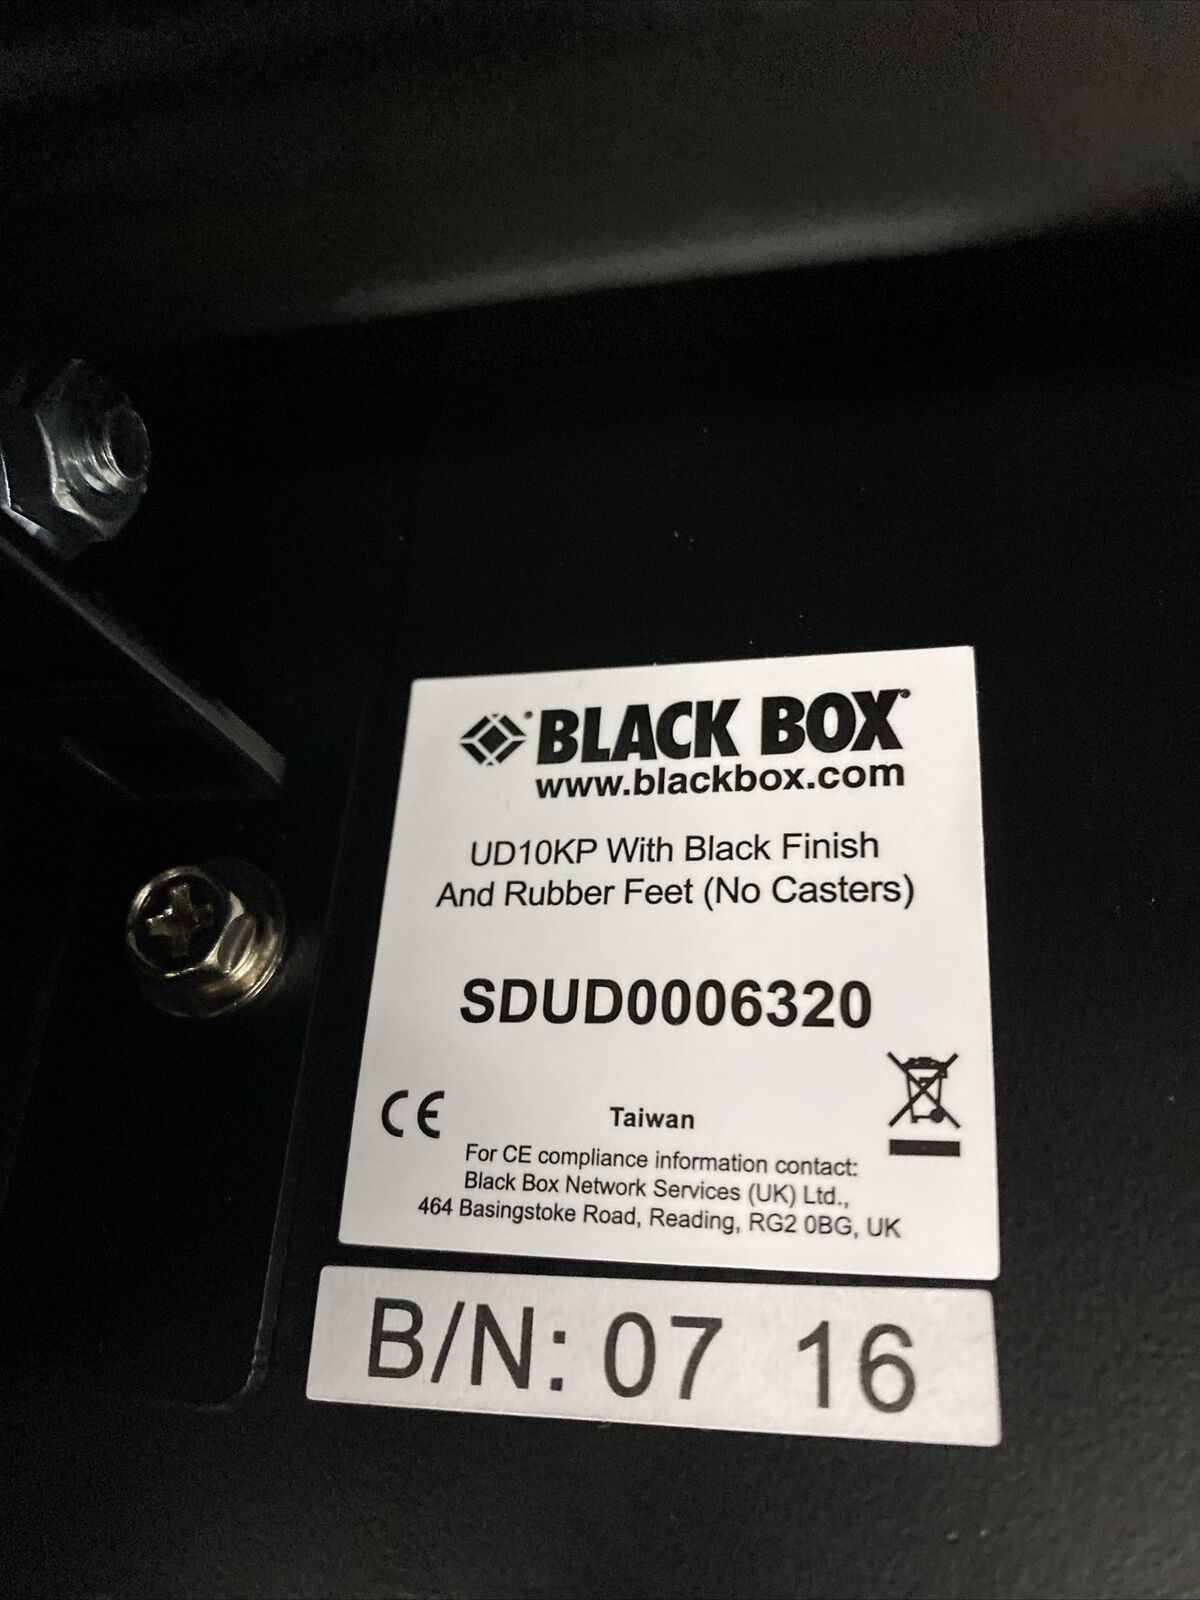 BLACK BOX®
www.blackbox.com
UD10KP With Black Finish
And Rubber Feet (No Casters)
SDUD0006320
CE
Taiwan
For CE compliance information contact:
Black Box Network Services (UK) Ltd.,
464 Basingstoke Road, Reading, RG2 0BG, UK
B/N: 07 16